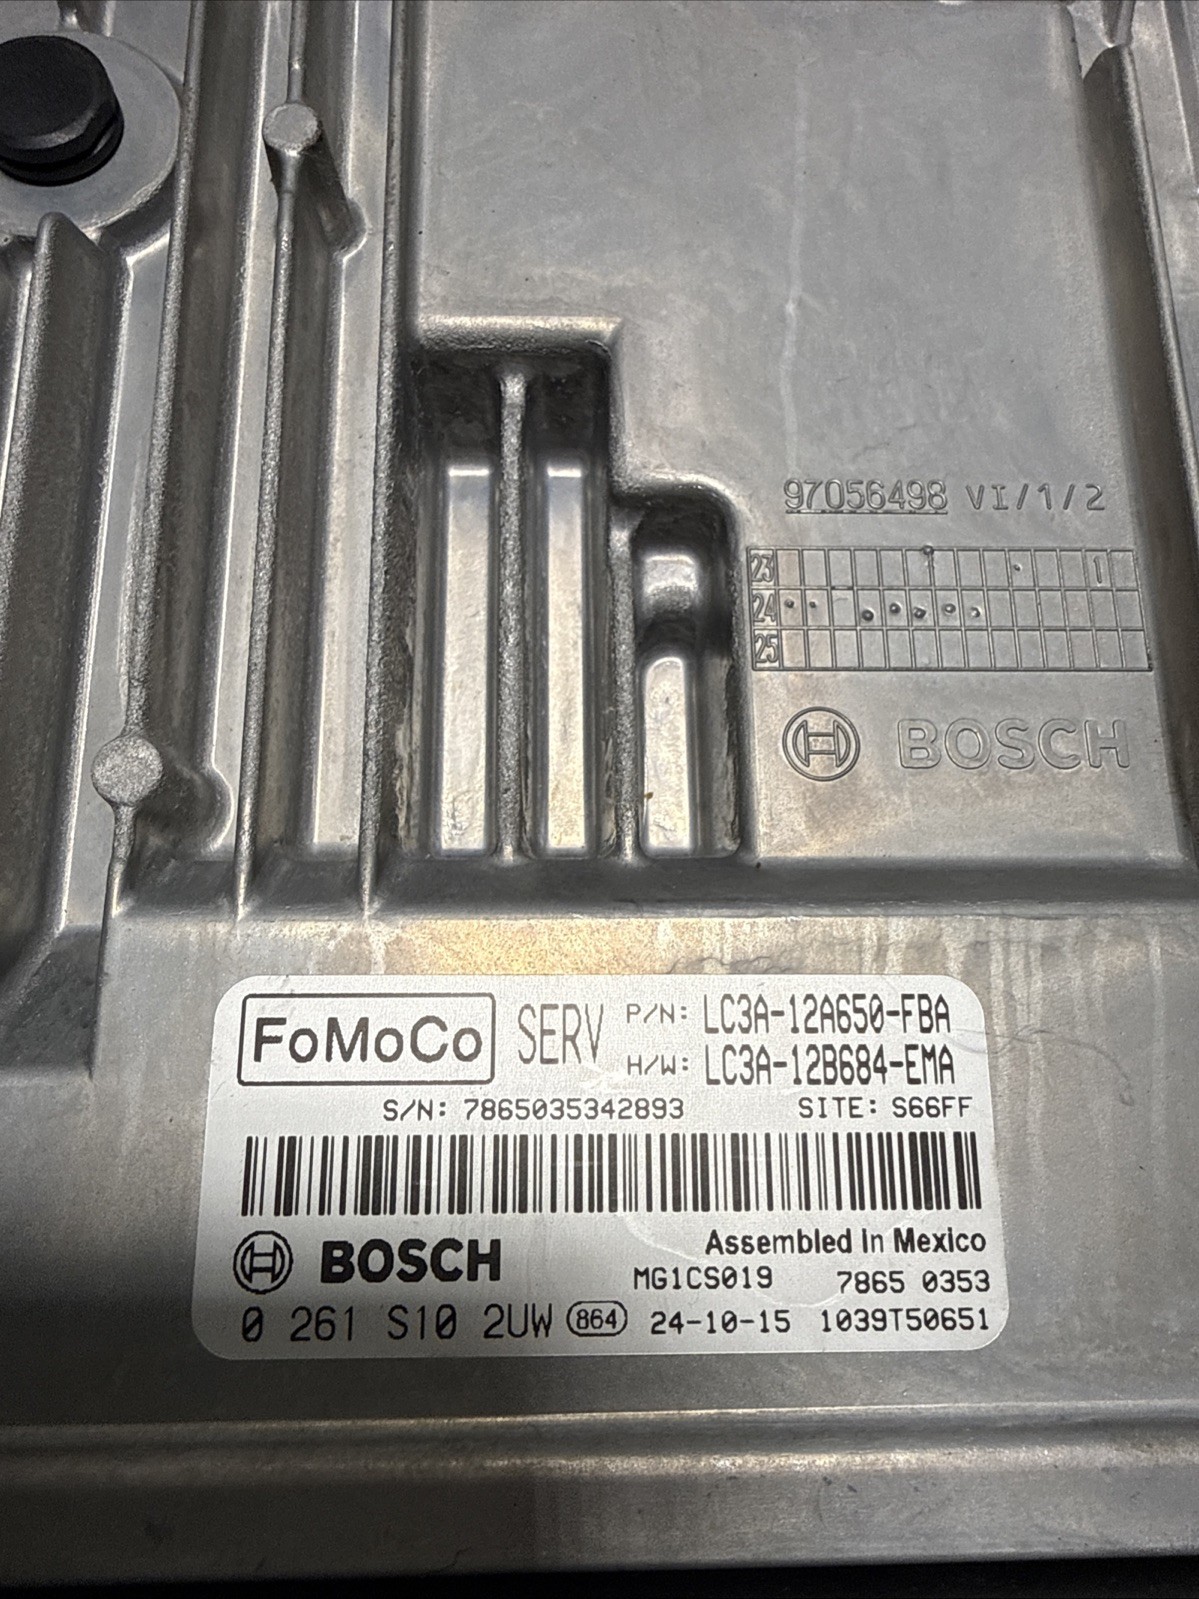 97056498 VI/1/2
23 1
24
25
BOSCH
FoMoCo SERV P/N: LC3A-12A650-FBA
H/W: LC3A-12B684-EMA
S/N: 7865035342893 SITE: S66FF
Assembled In Mexico
BOSCH MG1CS019 7865 0353
0 261 S10 2UW 864 24-10-15 1039T50651